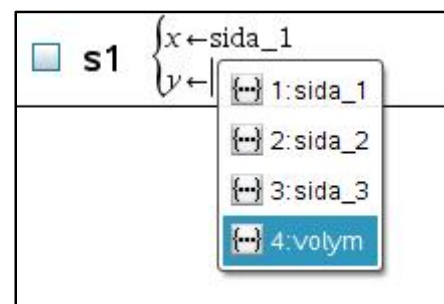 s1 {x←sida_1
y←
1:sida_1
2:sida_2
3:sida_3
4:volym